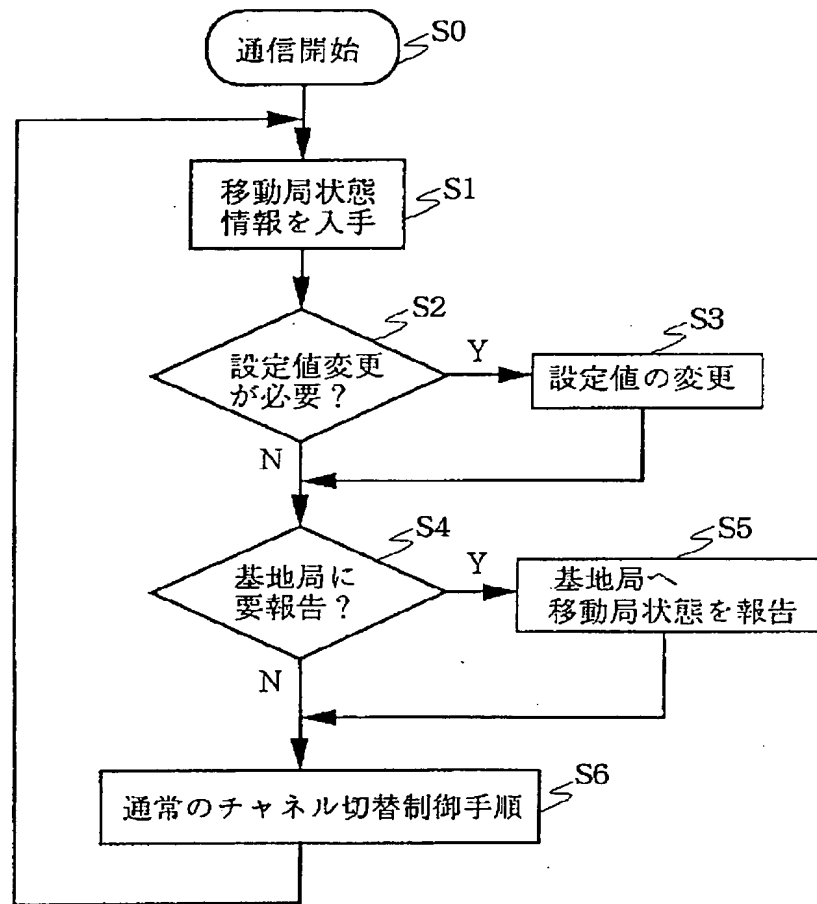 通信開始
S0
移動局状態
情報を入手
S1
S2
設定値変更
が必要？
Y
S3
設定値の変更
N
S4
基地局に
要報告？
Y
S5
基地局へ
移動局状態を報告
N
S6
通常のチャネル切替制御手順